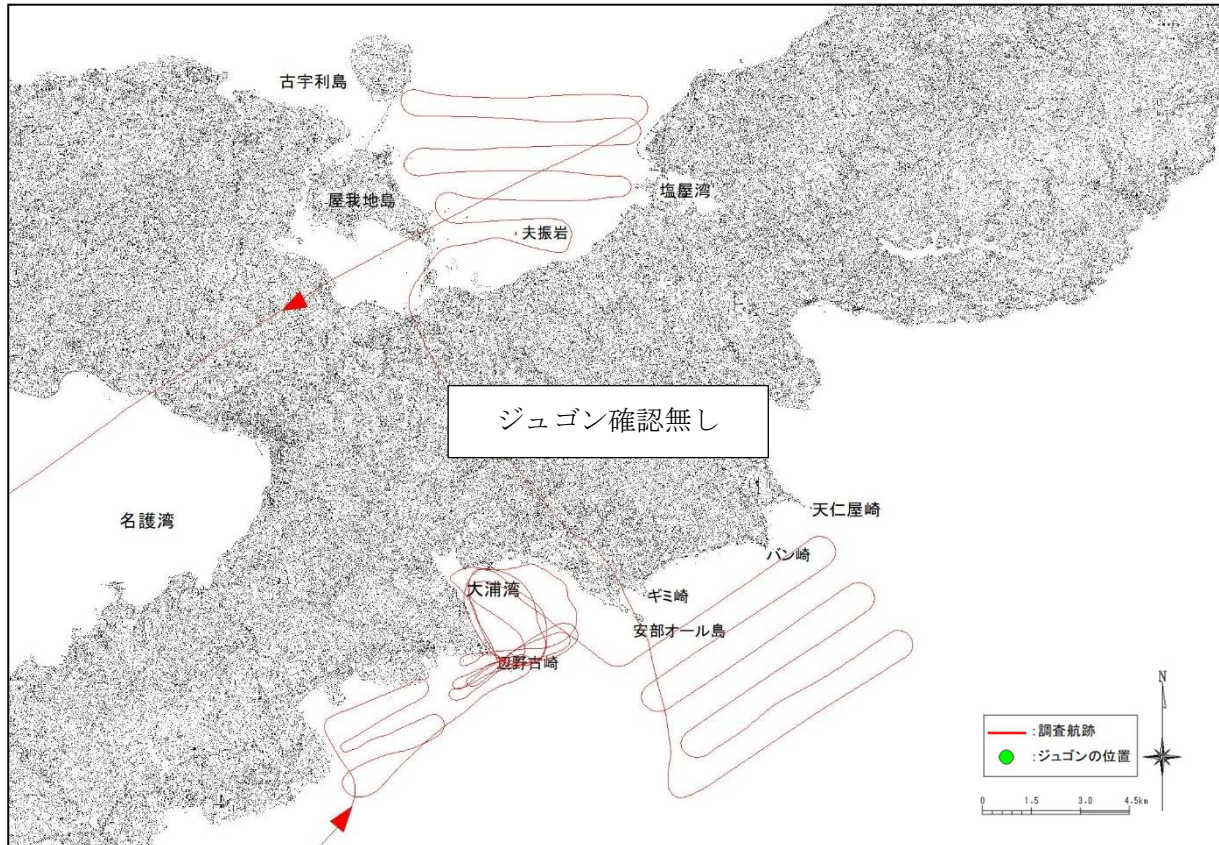 古宇利島
屋我地島
塩屋湾
夫振岩
ジュゴン確認無し
名護湾
天仁屋崎
バン崎
大浦湾
ギミ崎
安部オール島
辺野古崎
N
:調査航跡
:ジュゴンの位置
0 1.5 3.0 4.5km